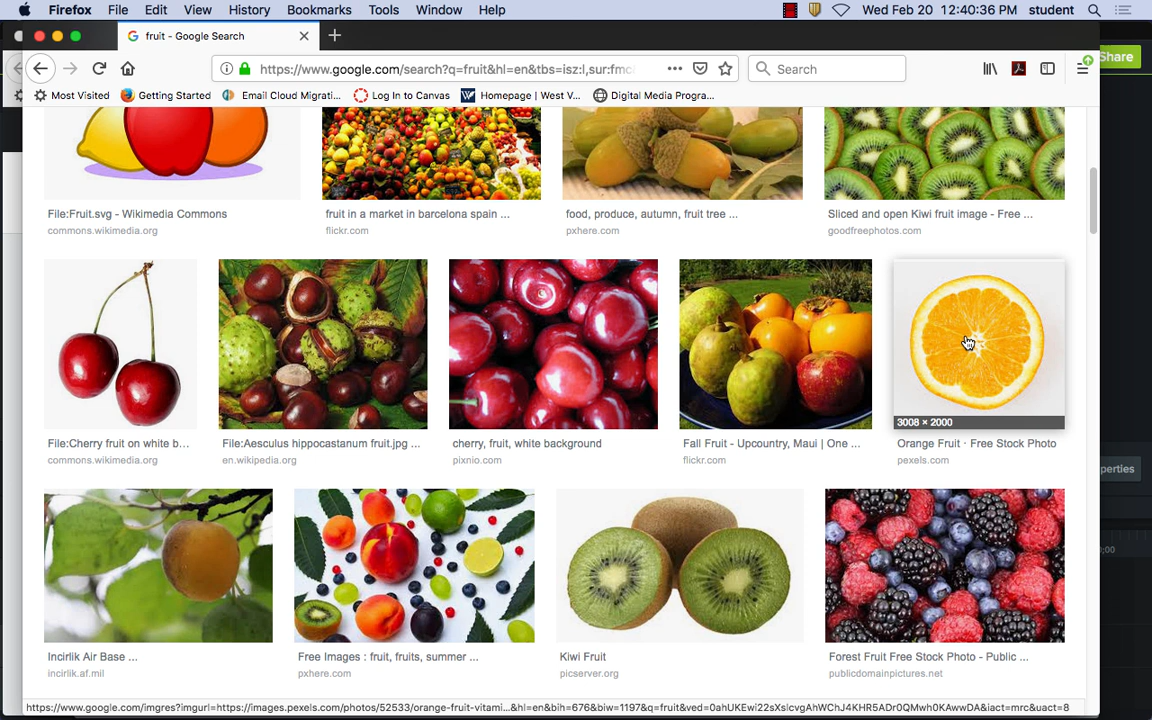 Firefox File Edit View History Bookmarks Tools Window Help Wed Feb 20 12:40:36 PM student
fruit - Google Search
Share
https://www.google.com/search?q=fruit&hl=en&tbs=isz:l,sur:fmc
Search
Most Visited Getting Started Email Cloud Migrati... Log In to Canvas Homepage | West V... Digital Media Progra...
File:Fruit.svg - Wikimedia Commons
commons.wikimedia.org
fruit in a market in barcelona spain ...
flickr.com
food, produce, autumn, fruit tree ...
pxhere.com
Sliced and open Kiwi fruit image - Free ...
goodfreephotos.com
3008 × 2000
File:Cherry fruit on white b...
commons.wikimedia.org
File:Aesculus hippocastanum fruit.jpg ...
en.wikipedia.org
cherry, fruit, white background
pixnio.com
Fall Fruit - Upcountry, Maui | One ...
flickr.com
Orange Fruit · Free Stock Photo
pexels.com
perties
:00
Incirlik Air Base ...
incirlik.af.mil
Free Images : fruit, fruits, summer ...
pxhere.com
Kiwi Fruit
picserver.org
Forest Fruit Free Stock Photo - Public ...
publicdomainpictures.net
https://www.google.com/imgres?imgurl=https://images.pexels.com/photos/52533/orange-fruit-vitami...&hl=en&bih=676&biw=1197&q=fruit&ved=0ahUKEwi22sXsicvgAhWChJ4KHR5ADr0QMwh0KAwwDA&iact=mrc&uact=8